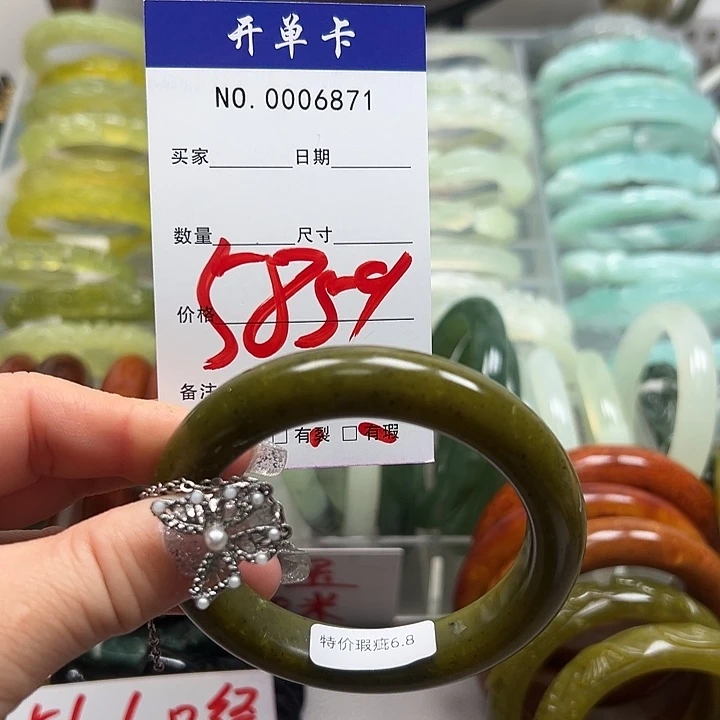 开单卡
NO. 0006871
买家 日期
数量 尺寸
5859
价格
备注
□ 有裂 □ 有瑕
特价瑕疵6.8